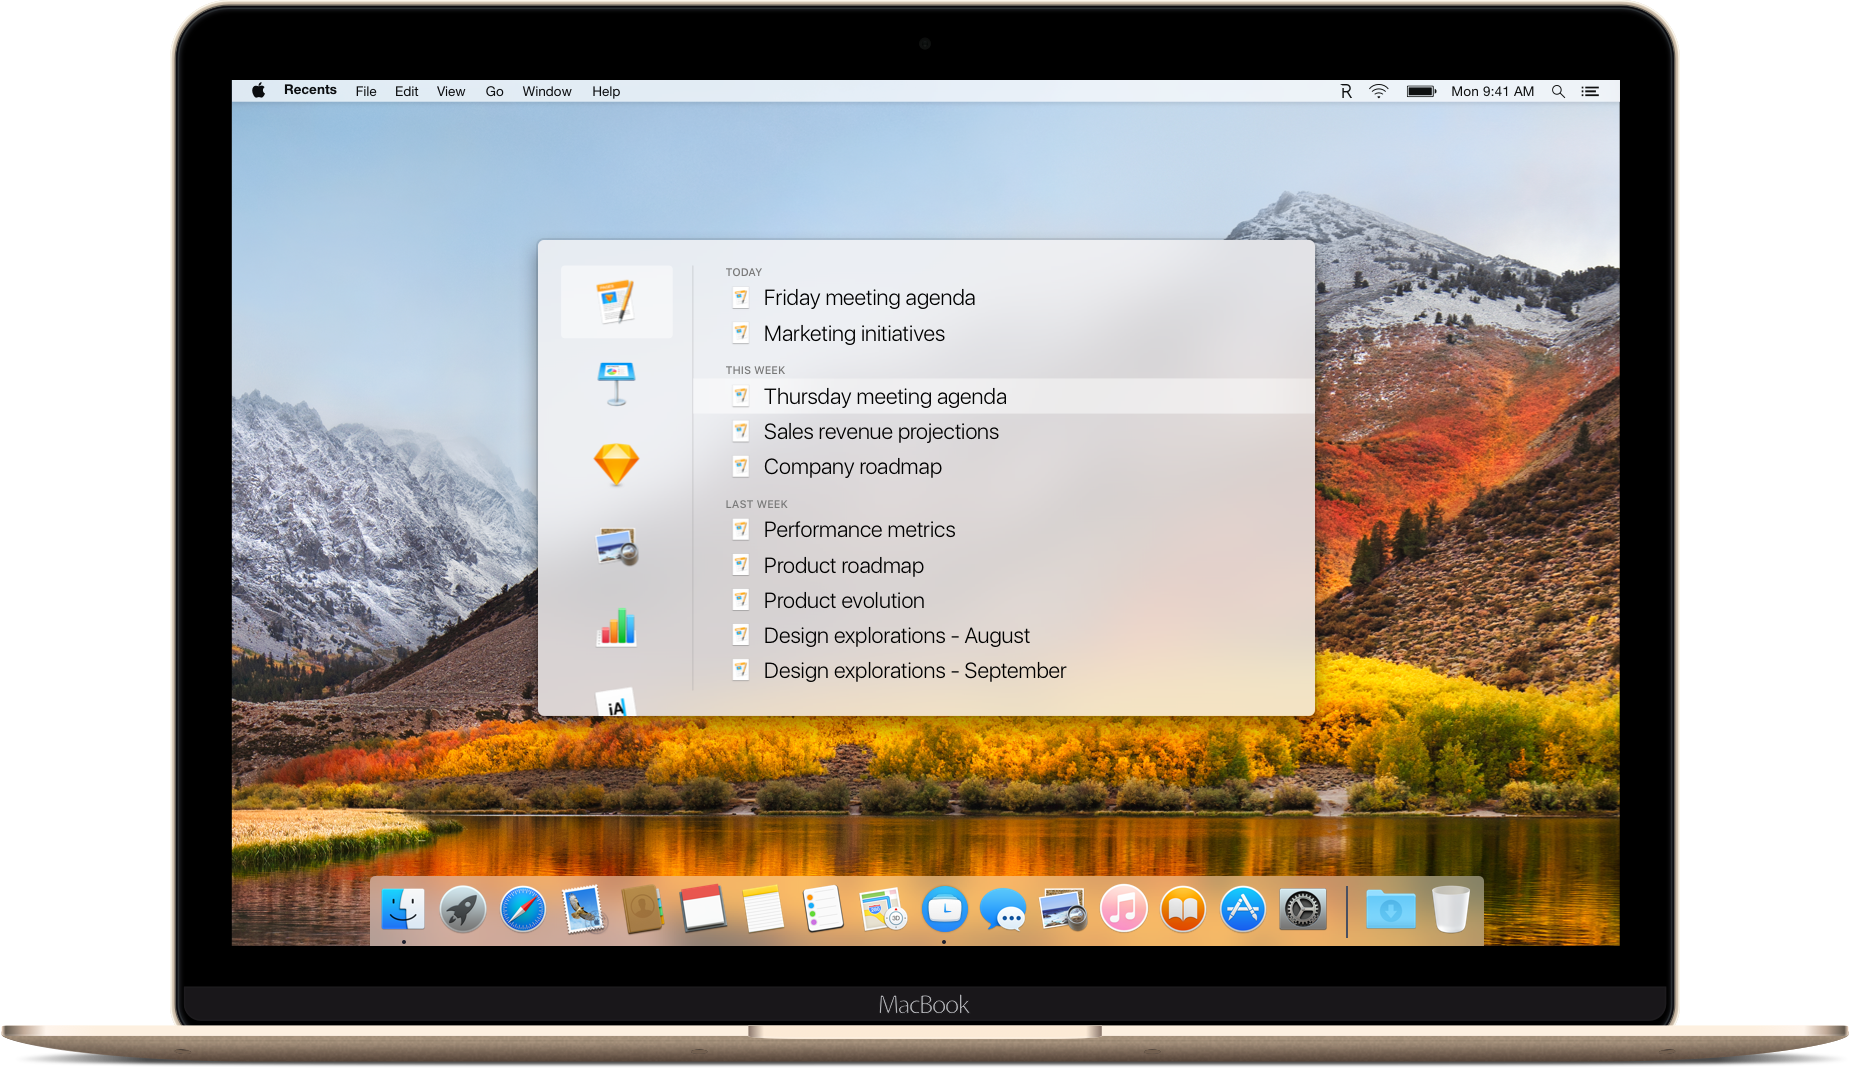 Recents File Edit View Go Window Help R Mon 9:41 AM
TODAY
Friday meeting agenda
Marketing initiatives
THIS WEEK
Thursday meeting agenda
Sales revenue projections
Company roadmap
LAST WEEK
Performance metrics
Product roadmap
Product evolution
Design explorations - August
Design explorations - September
iA
3D
MacBook